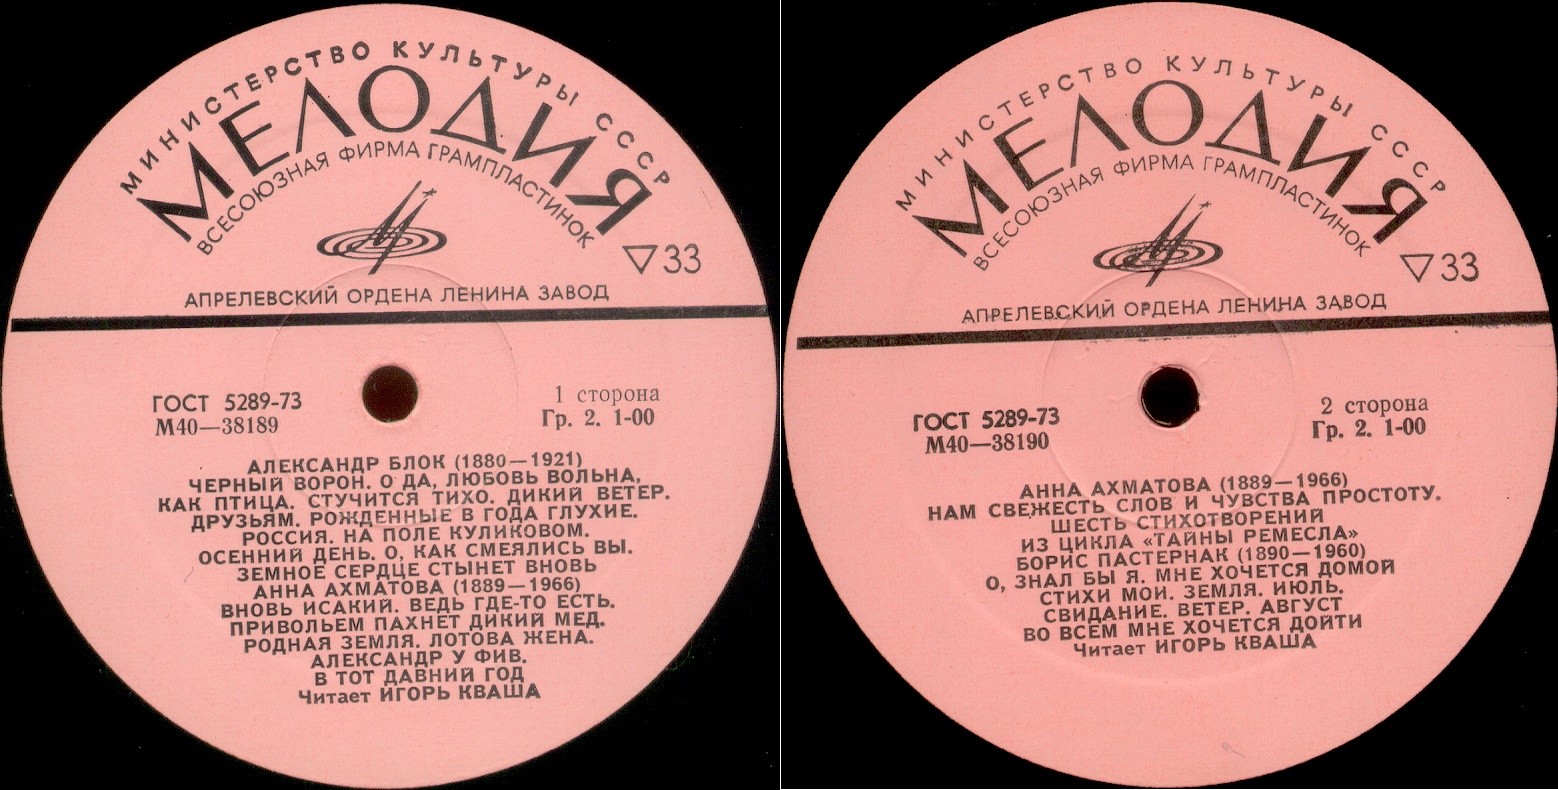 МИНИСТЕРСТВО КУЛЬТУРЫ СССР
МЕЛОДИЯ
ВСЕСОЮЗНАЯ ФИРМА ГРАМПЛАСТИНОК
33
АПРЕЛЕВСКИЙ ОРДЕНА ЛЕНИНА ЗАВОД
ГОСТ 5289-73
М40—38189
1 сторона
Гр. 2. 1-00
АЛЕКСАНДР БЛОК (1880—1921)
ЧЕРНЫЙ ВОРОН. О ДА, ЛЮБОВЬ ВОЛЬНА,
КАК ПТИЦА. СТУЧИТСЯ ТИХО. ДИКИЙ ВЕТЕР.
ДРУЗЬЯМ. РОЖДЕННЫЕ В ГОДА ГЛУХИЕ.
РОССИЯ. НА ПОЛЕ КУЛИКОВОМ.
ОСЕННИЙ ДЕНЬ. О, КАК СМЕЯЛИСЬ ВЫ.
ЗЕМНОЕ СЕРДЦЕ СТЫНЕТ ВНОВЬ
АННА АХМАТОВА (1889—1966)
ВНОВЬ ИСАКИЙ. ВЕДЬ ГДЕ-ТО ЕСТЬ.
ПРИВОЛЬЕМ ПАХНЕТ ДИКИЙ МЕД.
РОДНАЯ ЗЕМЛЯ. ЛОТОВА ЖЕНА.
АЛЕКСАНДР У ФИВ.
В ТОТ ДАВНИЙ ГОД
Читает ИГОРЬ КВАША
МИНИСТЕРСТВО КУЛЬТУРЫ СССР
МЕЛОДИЯ
ВСЕСОЮЗНАЯ ФИРМА ГРАМПЛАСТИНОК
33
АПРЕЛЕВСКИЙ ОРДЕНА ЛЕНИНА ЗАВОД
ГОСТ 5289-73
М40—38190
2 сторона
Гр. 2. 1-00
АННА АХМАТОВА (1889—1966)
НАМ СВЕЖЕСТЬ СЛОВ И ЧУВСТВА ПРОСТОТУ.
ШЕСТЬ СТИХОТВОРЕНИЙ
ИЗ ЦИКЛА «ТАЙНЫ РЕМЕСЛА»
БОРИС ПАСТЕРНАК (1890—1960)
О, ЗНАЛ БЫ Я. МНЕ ХОЧЕТСЯ ДОМОЙ
СТИХИ МОИ. ЗЕМЛЯ. ИЮЛЬ.
СВИДАНИЕ. ВЕТЕР. АВГУСТ
ВО ВСЕМ МНЕ ХОЧЕТСЯ ДОЙТИ
Читает ИГОРЬ КВАША